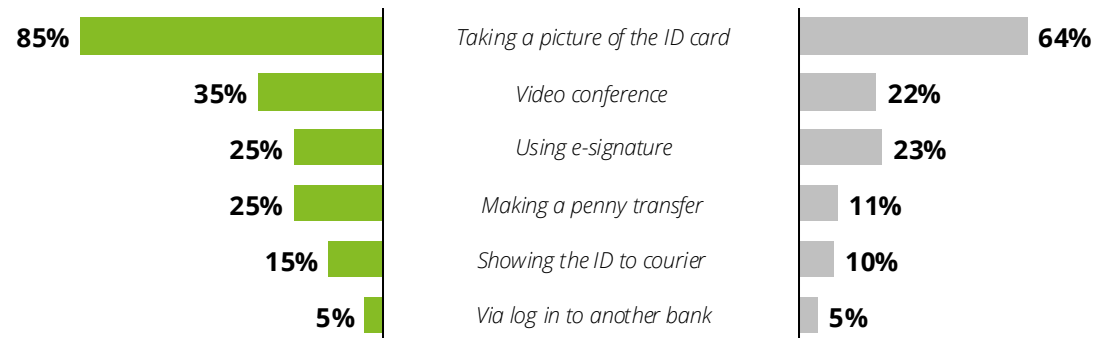 85% Taking a picture of the ID card 64%
35% Video conference 22%
25% Using e-signature 23%
25% Making a penny transfer 11%
15% Showing the ID to courier 10%
5% Via log in to another bank 5%